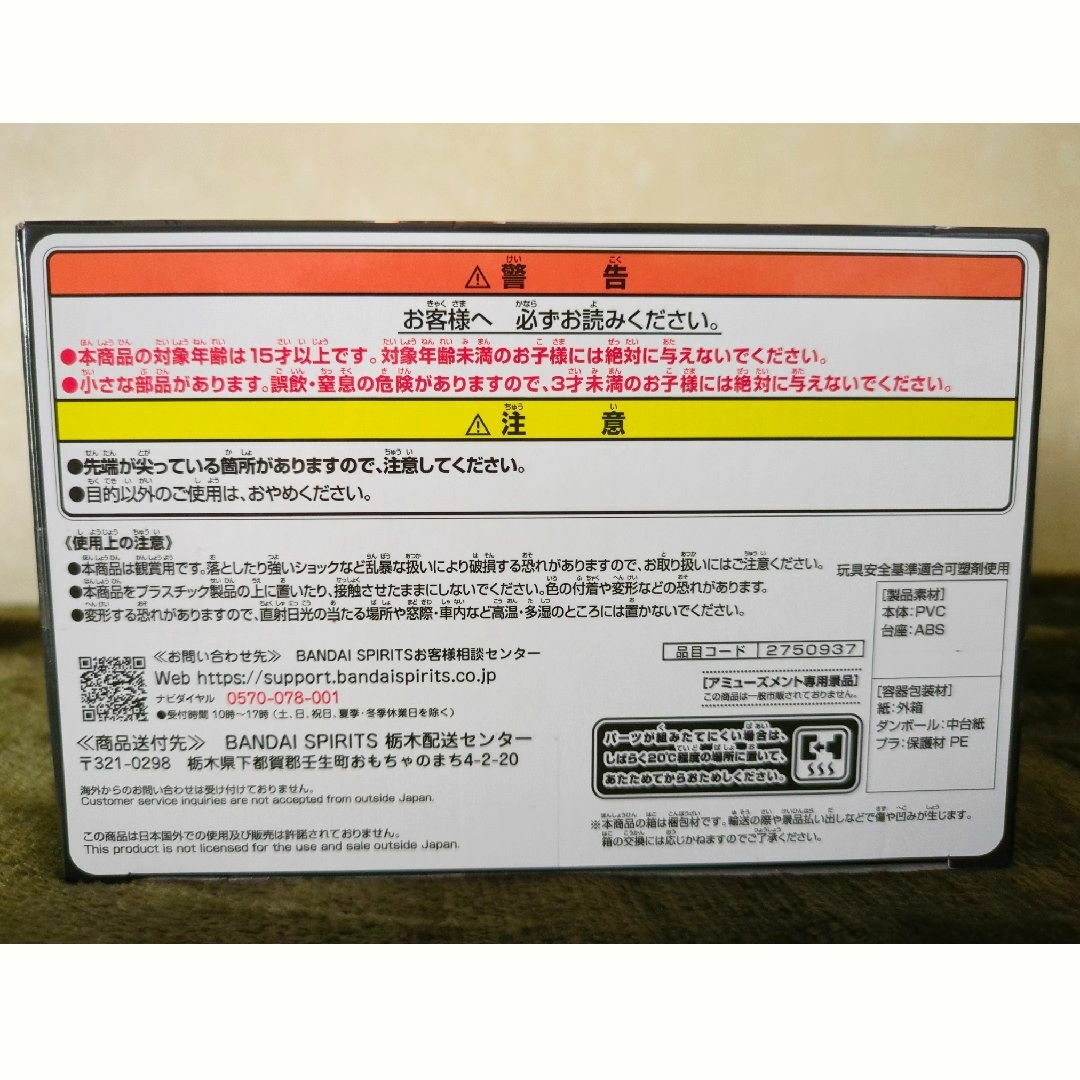 ⚠警告
お客様へ 必ずお読みください。
●本商品の対象年齢は15才以上です。対象年齢未満のお子様には絶対に与えないでください。
●小さな部品があります。誤飲・窒息の危険がありますので、3才未満のお子様には絶対に与えないでください。
⚠注意
●先端が尖っている箇所がありますので、注意してください。
●目的以外のご使用は、おやめください。
《使用上の注意》
●本商品は観賞用です。落としたり強いショックなど乱暴な扱いにより破損する恐れがあります。お取り扱いにはご注意ください。
●本商品をプラスチック製品の上に置いたり、接触させたままにしないでください。色の付着や変形などの恐れがあります。
●変形する恐れがありますので、直射日光の当たる場所や窓際・車内など高温・多湿のところには置かないでください。
玩具安全基準適合可塑剤使用
[製品素材]
本体:PVC
台座:ABS
[容器包装材]
紙:外箱
ダンボール:中台紙
プラ:保護材 PE
≪お問い合わせ先≫ BANDAI SPIRITSお客様相談センター
Web https://support.bandaispirits.co.jp
ナビダイヤル 0570-078-001
●受付時間 10時〜17時(土、日、祝日、夏季・冬季休業日を除く)
≪商品送付先≫ BANDAI SPIRITS 栃木配送センター
〒321-0298 栃木県下都賀郡壬生町おもちゃのまち4-2-20
海外からのお問い合わせは受け付けておりません。
Customer service inquiries are not accepted from outside Japan.
この商品は日本国外での使用及び販売は許諾されておりません。
This product is not licensed for the use and sale outside Japan.
品目コード 2750937
[アミューズメント専用景品]
この商品は一般市販されておりません。
パーツが組みたてにくい場合は、
しばらく20℃程度の場所に置いて、
あたためてからおためしください。
※本商品の箱は梱包材です。輸送の際や景品払い出しなどで傷や凹みが生じます。
箱の交換には応じかねますのでご了承ください。